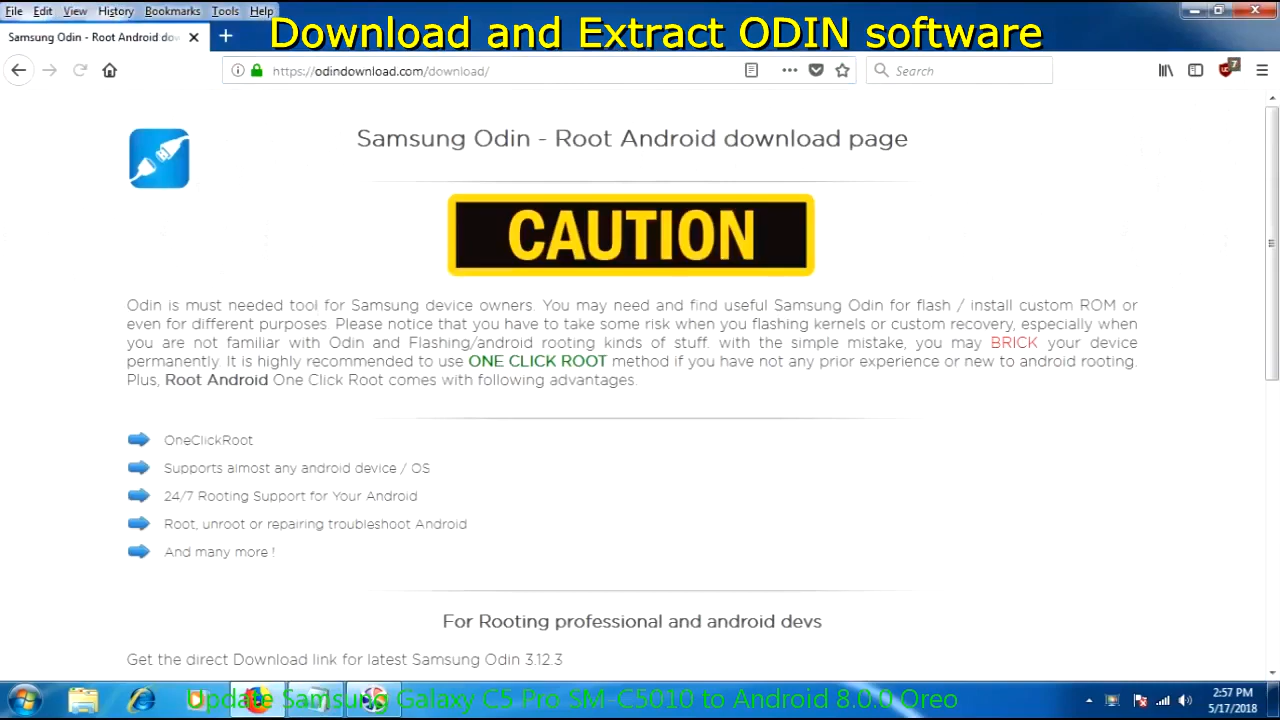 File Edit View History Bookmarks Tools Help
Download and Extract ODIN software
Samsung Odin - Root Android dov
https://odindownload.com/download/
Search
7
Samsung Odin - Root Android download page
CAUTION
Odin is must needed tool for Samsung device owners. You may need and find useful Samsung Odin for flash / install custom ROM or
even for different purposes. Please notice that you have to take some risk when you flashing kernels or custom recovery, especially when
you are not familiar with Odin and Flashing/android rooting kinds of stuff. with the simple mistake, you may BRICK your device
permanently. It is highly recommended to use ONE CLICK ROOT method if you have not any prior experience or new to android rooting.
Plus, Root Android One Click Root comes with following advantages.
OneClickRoot
Supports almost any android device / OS
24/7 Rooting Support for Your Android
Root, unroot or repairing troubleshoot Android
And many more !
For Rooting professional and android devs
Get the direct Download link for latest Samsung Odin 3.12.3
Update Samsung Galaxy C5 Pro SM-C5010 to Android 8.0.0 Oreo
2:57 PM
5/17/2018